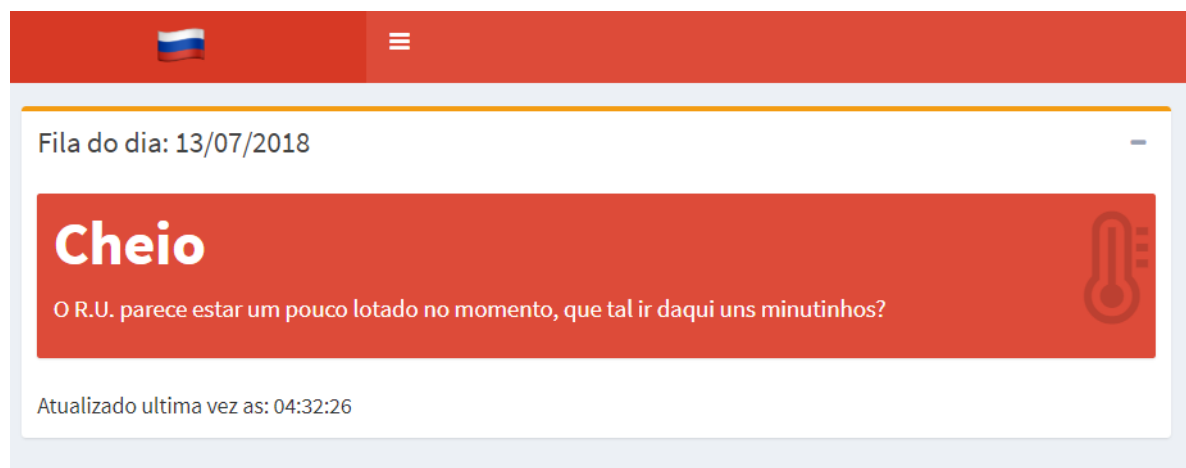 Fila do dia: 13/07/2018
Cheio
O R.U. parece estar um pouco lotado no momento, que tal ir daqui uns minutinhos?
Atualizado ultima vez as: 04:32:26